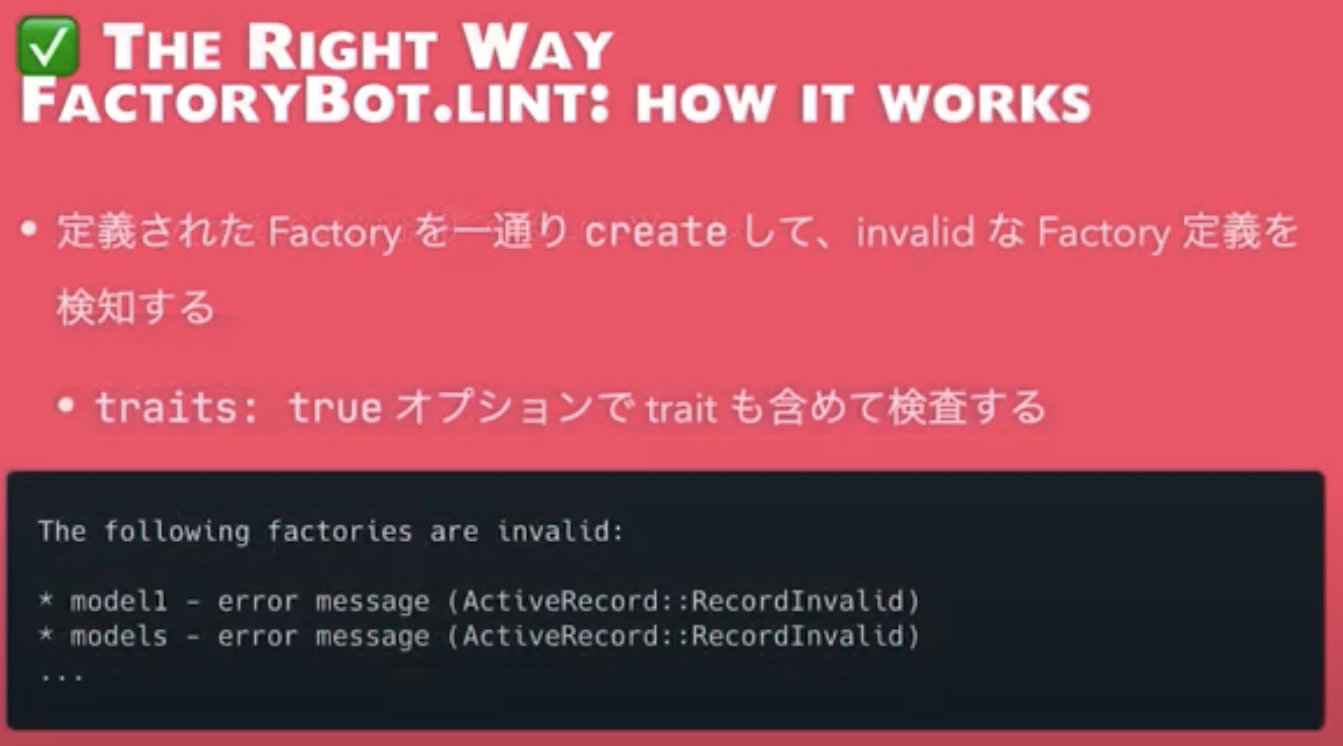 ✅ The Right Way
FactoryBot.lint: how it works
• 定義された Factory を一通り create して、invalid な Factory 定義を
検知する
• traits: true オプションで trait も含めて検査する
The following factories are invalid:
* model1 - error message (ActiveRecord::RecordInvalid)
* models - error message (ActiveRecord::RecordInvalid)
...